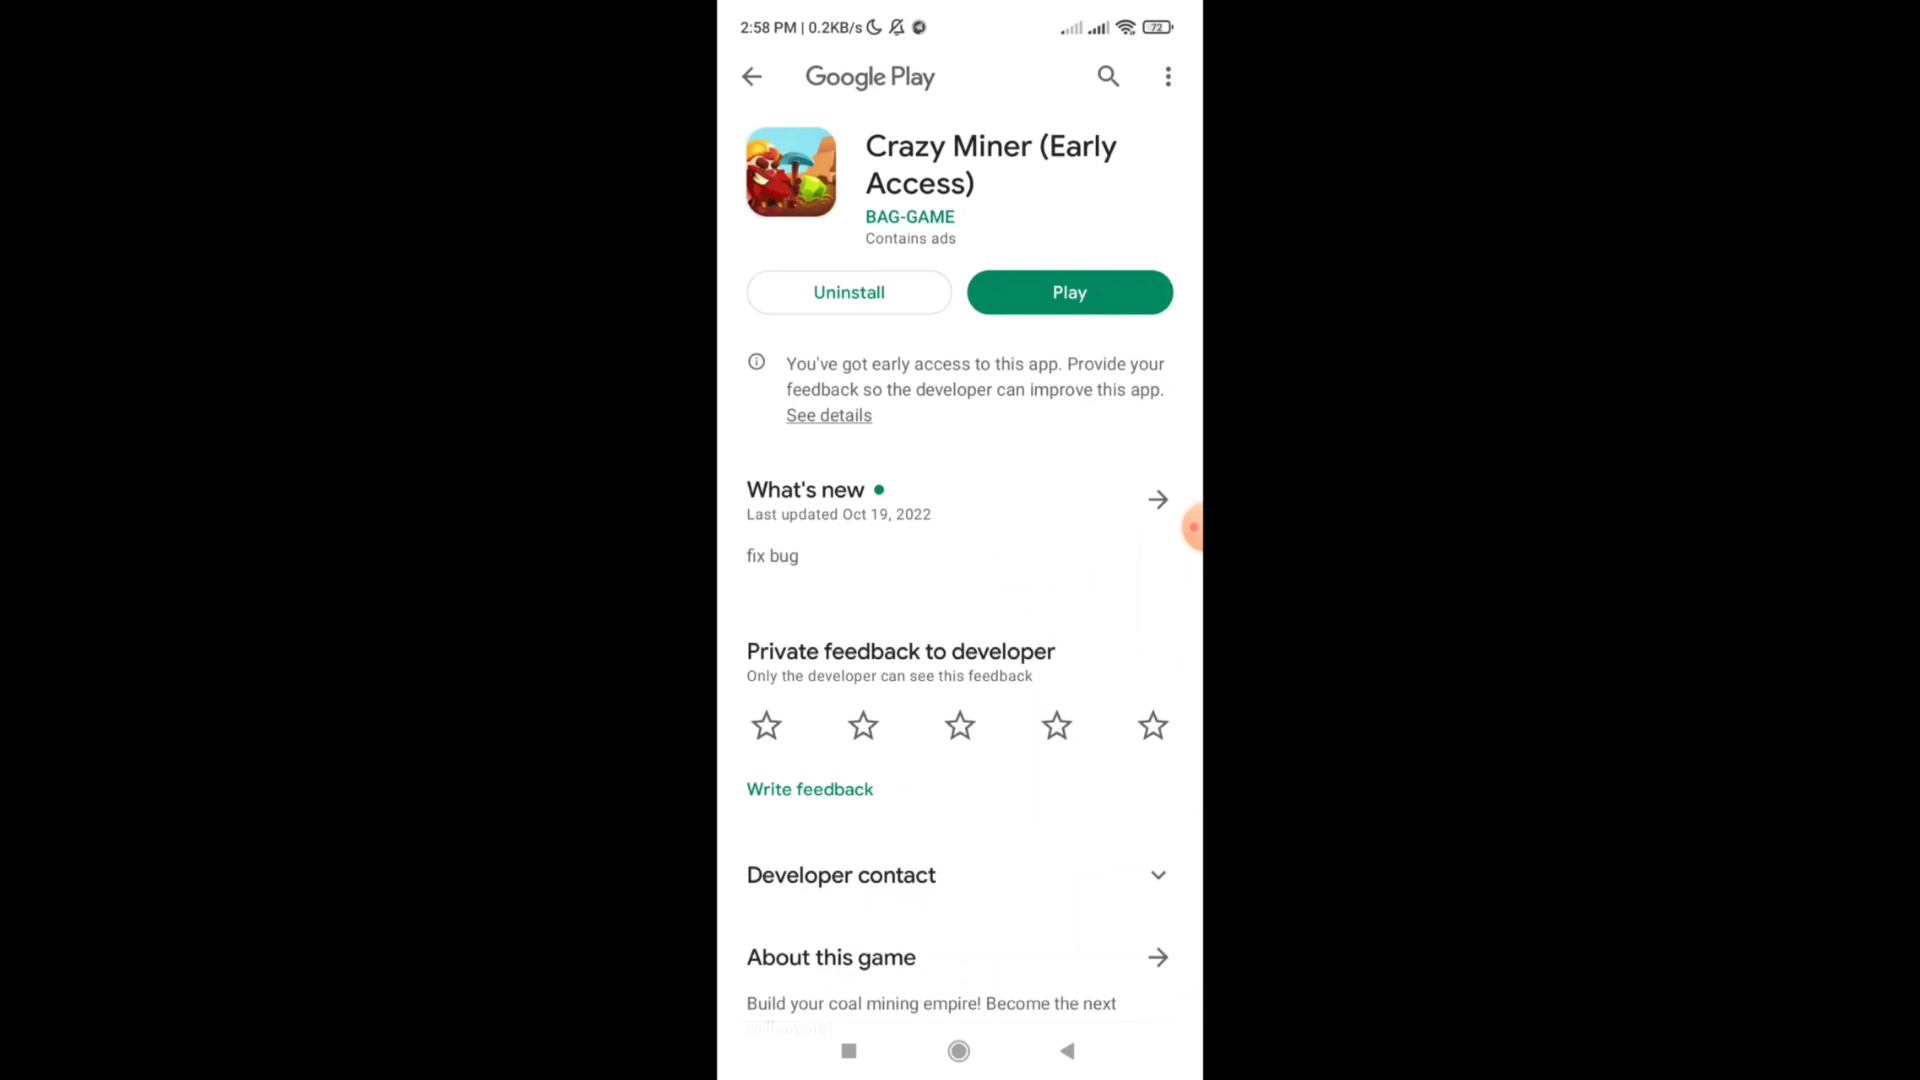 2:58 PM | 0.2KB/s
72
Google Play
Crazy Miner (Early
Access)
BAG-GAME
Contains ads
Uninstall
Play
You've got early access to this app. Provide your
feedback so the developer can improve this app.
See details
What's new
Last updated Oct 19, 2022
fix bug
Private feedback to developer
Only the developer can see this feedback
Write feedback
Developer contact
About this game
Build your coal mining empire! Become the next